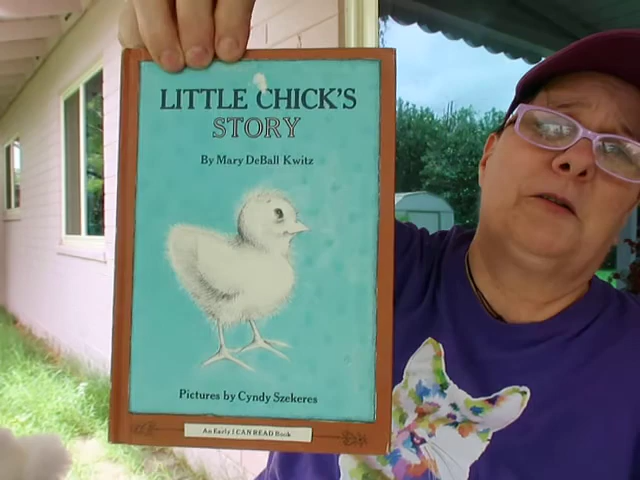 LITTLE CHICK'S
STORY
By Mary DeBall Kwitz
Pictures by Cyndy Szekeres
An Early I CAN READ Book